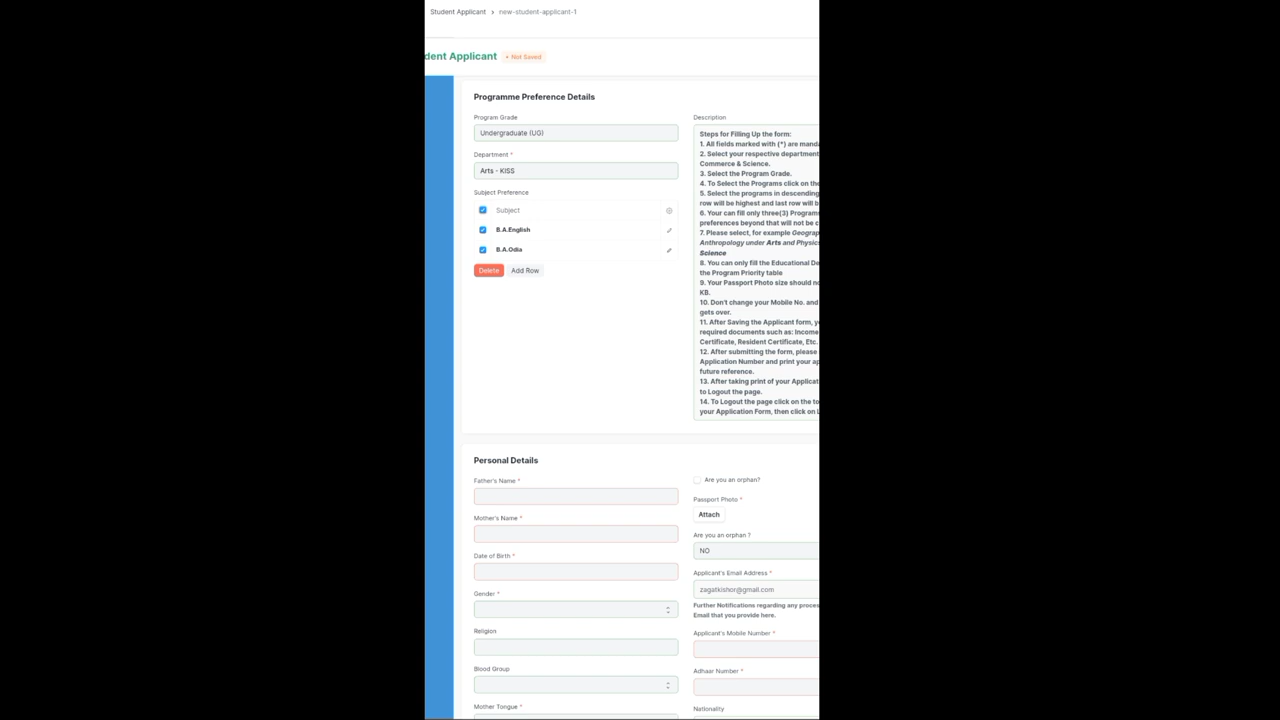 Student Applicant > new-student-applicant-1
dent Applicant • Not Saved
Programme Preference Details
Program Grade
Undergraduate (UG)
Department *
Arts - KISS
Subject Preference
Subject
B.A.English
B.A.Odia
Delete Add Row
Description
Steps for Filling Up the form:
1. All fields marked with (*) are manda
2. Select your respective department
Commerce & Science.
3. Select the Program Grade.
4. To Select the Programs click on the
5. Select the programs in descending
row will be highest and last row will b
6. Your can fill only three(3) Program
preferences beyond that will not be c
7. Please select, for example Geograp
Anthropology under Arts and Physic
Science
8. You can only fill the Educational De
the Program Priority table
9. Your Passport Photo size should no
KB.
10. Don't change your Mobile No. and
gets over.
11. After Saving the Applicant form, y
required documents such as: Income
Certificate, Resident Certificate, Etc.
12. After submitting the form, please
Application Number and print your ap
future reference.
13. After taking print of your Applicat
to Logout the page.
14. To Logout the page click on the to
your Application Form, then click on L
Personal Details
Father's Name *
Mother's Name *
Date of Birth *
Gender *
Religion
Blood Group
Mother Tongue *
Are you an orphan?
Passport Photo *
Attach
Are you an orphan ?
NO
Applicant's Email Address *
zagatkishor@gmail.com
Further Notifications regarding any proces
Email that you provide here.
Applicant's Mobile Number *
Adhaar Number *
Nationality